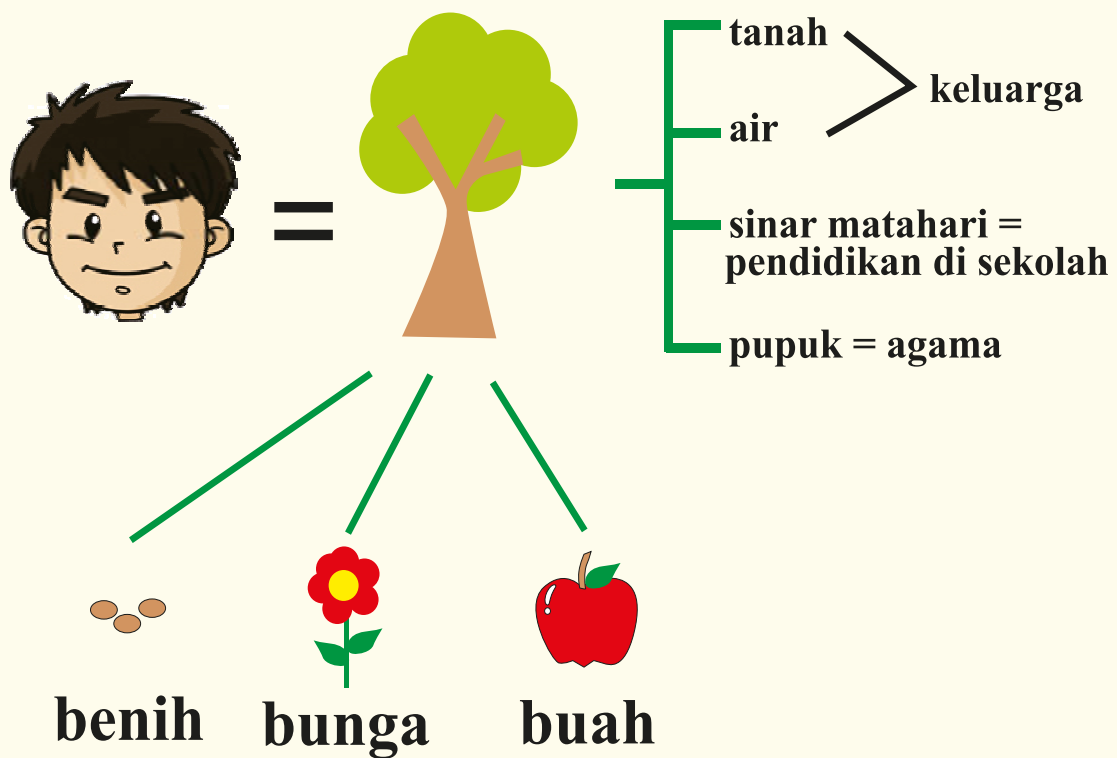 =
tanah
air
keluarga
sinar matahari =
pendidikan di sekolah
pupuk = agama
benih
bunga
buah